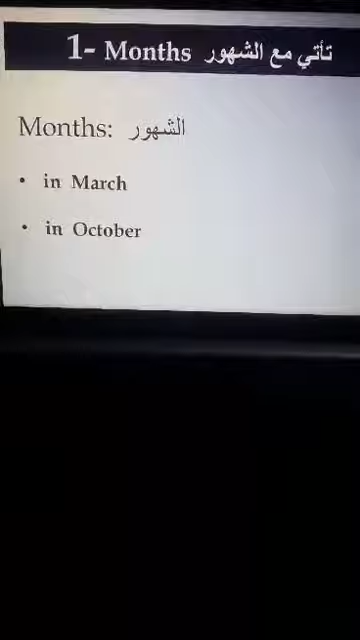 1- Months تأتي مع الشهور
Months: الشهور
• in March
• in October